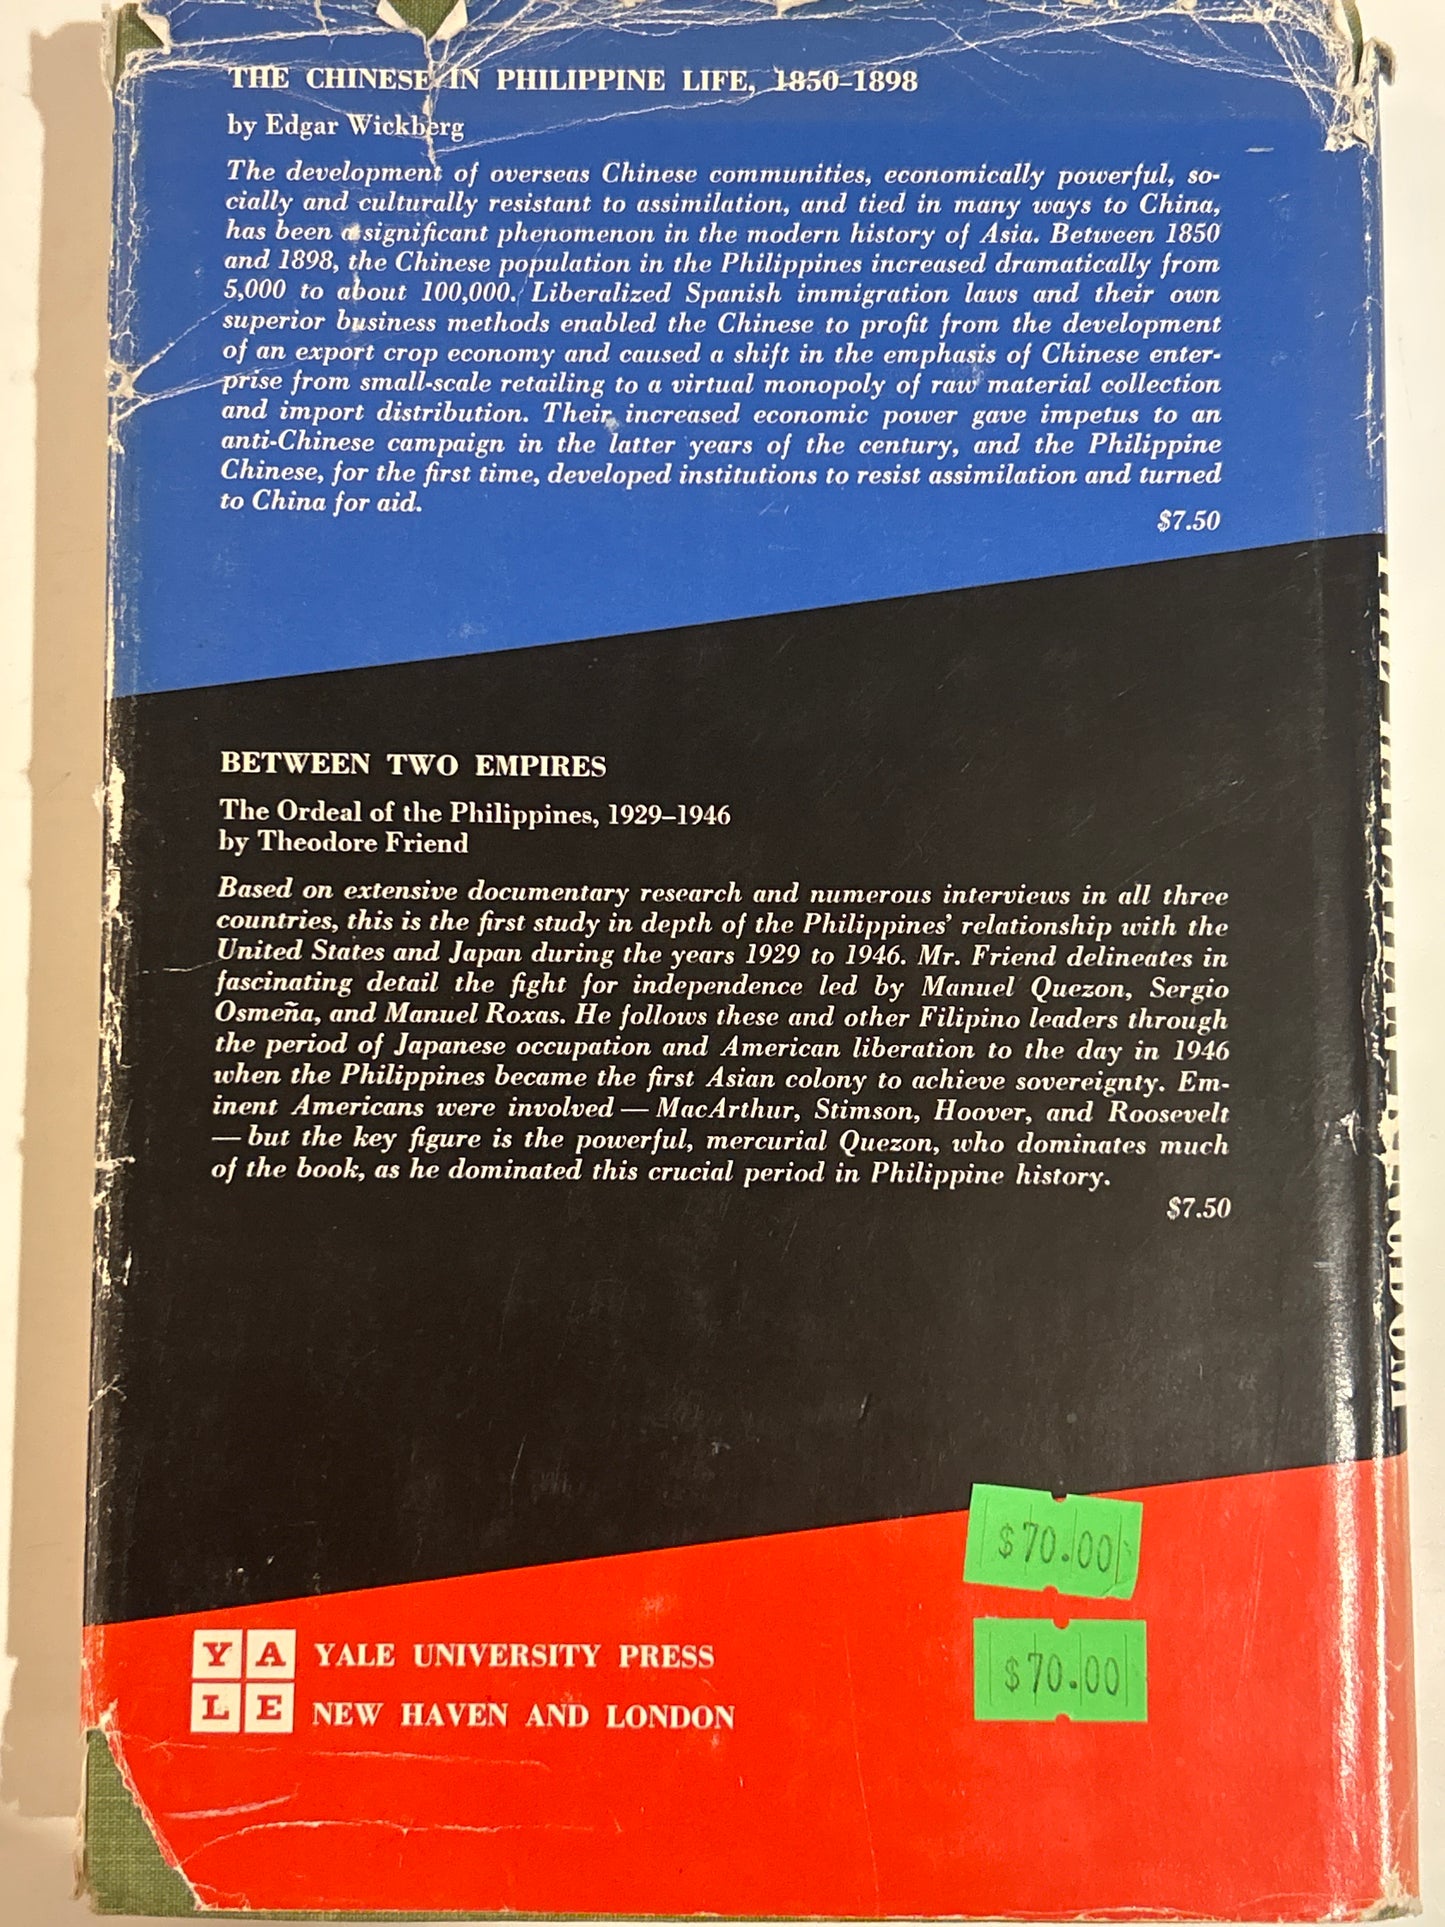 THE CHINESE IN PHILIPPINE LIFE, 1850–1898
by Edgar Wickberg
The development of overseas Chinese communities, economically powerful, so-
cially and culturally resistant to assimilation, and tied in many ways to China,
has been a significant phenomenon in the modern history of Asia. Between 1850
and 1898, the Chinese population in the Philippines increased dramatically from
5,000 to about 100,000. Liberalized Spanish immigration laws and their own
superior business methods enabled the Chinese to profit from the development
of an export crop economy and caused a shift in the emphasis of Chinese enter-
prise from small-scale retailing to a virtual monopoly of raw material collection
and import distribution. Their increased economic power gave impetus to an
anti-Chinese campaign in the latter years of the century, and the Philippine
Chinese, for the first time, developed institutions to resist assimilation and turned
to China for aid.
$7.50
BETWEEN TWO EMPIRES
The Ordeal of the Philippines, 1929–1946
by Theodore Friend
Based on extensive documentary research and numerous interviews in all three
countries, this is the first study in depth of the Philippines' relationship with the
United States and Japan during the years 1929 to 1946. Mr. Friend delineates in
fascinating detail the fight for independence led by Manuel Quezon, Sergio
Osmeña, and Manuel Roxas. He follows these and other Filipino leaders through
the period of Japanese occupation and American liberation to the day in 1946
when the Philippines became the first Asian colony to achieve sovereignty. Em-
inent Americans were involved — MacArthur, Stimson, Hoover, and Roosevelt
— but the key figure is the powerful, mercurial Quezon, who dominates much
of the book, as he dominated this crucial period in Philippine history.
$7.50
$70.00
$70.00
YALE
YALE UNIVERSITY PRESS
NEW HAVEN AND LONDON